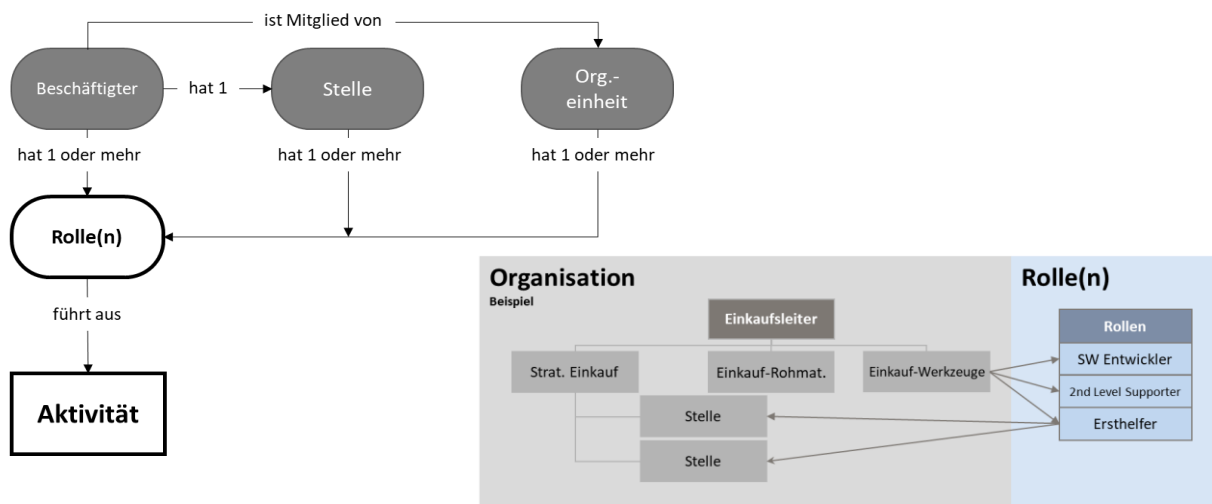 ist Mitglied von
Beschäftigter
hat 1
Stelle
Org.-
einheit
hat 1 oder mehr
hat 1 oder mehr
hat 1 oder mehr
Rolle(n)
führt aus
Aktivität
Organisation
Beispiel
Einkaufsleiter
Strat. Einkauf
Einkauf-Rohmat.
Einkauf-Werkzeuge
Stelle
Stelle
Rolle(n)
Rollen
SW Entwickler
2nd Level Supporter
Ersthelfer